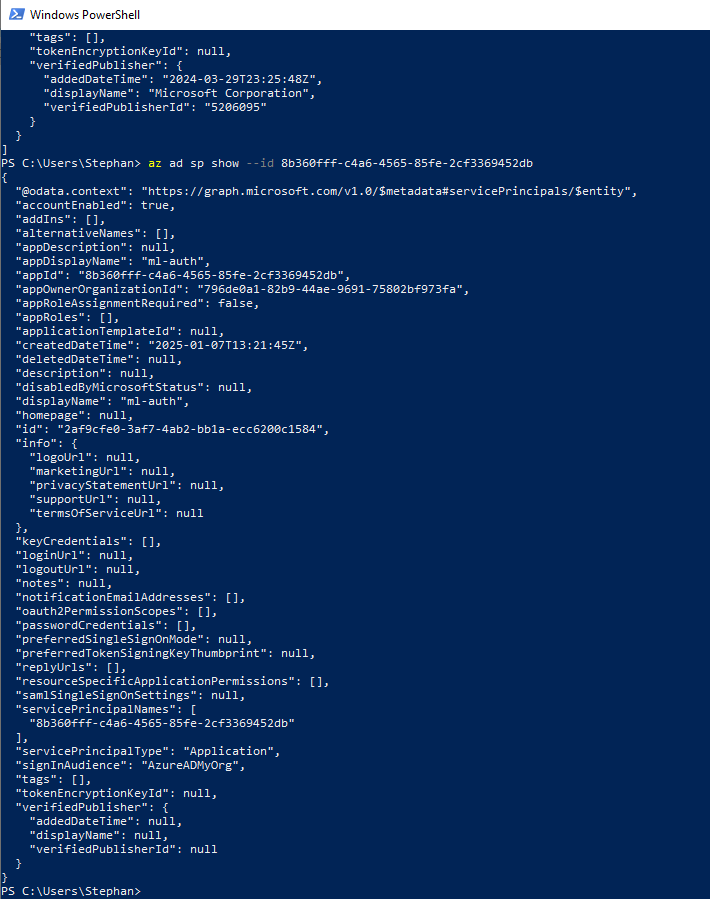 Windows PowerShell
    "tags": [],
    "tokenEncryptionKeyId": null,
    "verifiedPublisher": {
      "addedDateTime": "2024-03-29T23:25:48Z",
      "displayName": "Microsoft Corporation",
      "verifiedPublisherId": "5206095"
    }
  }
]
PS C:\Users\Stephan> az ad sp show --id 8b360fff-c4a6-4565-85fe-2cf3369452db
{
  "@odata.context": "https://graph.microsoft.com/v1.0/$metadata#servicePrincipals/$entity",
  "accountEnabled": true,
  "addIns": [],
  "alternativeNames": [],
  "appDescription": null,
  "appDisplayName": "ml-auth",
  "appId": "8b360fff-c4a6-4565-85fe-2cf3369452db",
  "appOwnerOrganizationId": "796de0a1-82b9-44ae-9691-75802bf973fa",
  "appRoleAssignmentRequired": false,
  "appRoles": [],
  "applicationTemplateId": null,
  "createdDateTime": "2025-01-07T13:21:45Z",
  "deletedDateTime": null,
  "description": null,
  "disabledByMicrosoftStatus": null,
  "displayName": "ml-auth",
  "homepage": null,
  "id": "2af9cfe0-3af7-4ab2-bb1a-ecc6200c1584",
  "info": {
    "logoUrl": null,
    "marketingUrl": null,
    "privacyStatementUrl": null,
    "supportUrl": null,
    "termsOfServiceUrl": null
  },
  "keyCredentials": [],
  "loginUrl": null,
  "logoutUrl": null,
  "notes": null,
  "notificationEmailAddresses": [],
  "oauth2PermissionScopes": [],
  "passwordCredentials": [],
  "preferredSingleSignOnMode": null,
  "preferredTokenSigningKeyThumbprint": null,
  "replyUrls": [],
  "resourceSpecificApplicationPermissions": [],
  "samlSingleSignOnSettings": null,
  "servicePrincipalNames": [
    "8b360fff-c4a6-4565-85fe-2cf3369452db"
  ],
  "servicePrincipalType": "Application",
  "signInAudience": "AzureADMyOrg",
  "tags": [],
  "tokenEncryptionKeyId": null,
  "verifiedPublisher": {
    "addedDateTime": null,
    "displayName": null,
    "verifiedPublisherId": null
  }
}
PS C:\Users\Stephan>